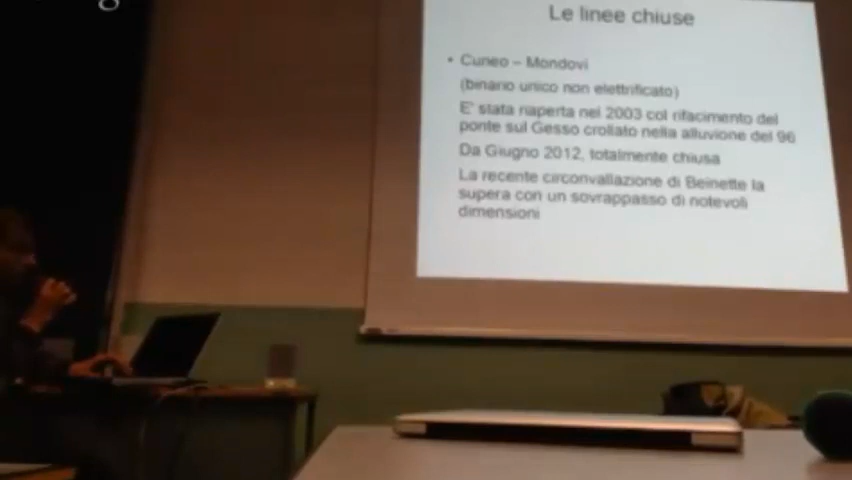 Le linee chiuse
• Cuneo – Mondovi
(binario unico non elettrificato)
E' stata riaperta nel 2003 col rifacimento del
ponte sul Gesso crollato nella alluvione del 96
Da Giugno 2012, totalmente chiusa
La recente circonvallazione di Beinette la
supera con un sovrappasso di notevoli
dimensioni